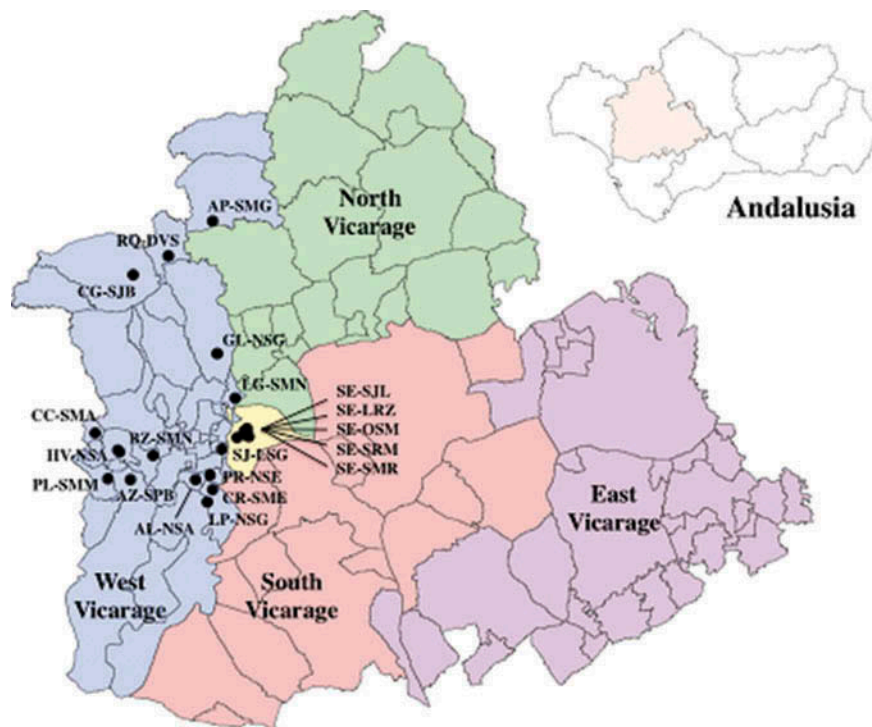 North
Vicarage
Andalusia
AP-SMG
RQ-DVS
CG-SJB
GL-NSG
LG-SMN
SE-SJL
SE-LRZ
SE-OSM
SE-SRM
SE-SMR
CC-SMA
BZ-SMN
HV-NSA
SJ-ESG
PL-SMM
AZ-SPB
PR-NSE
CR-SME
AL-NSA
LP-NSG
East
Vicarage
West
Vicarage
South
Vicarage